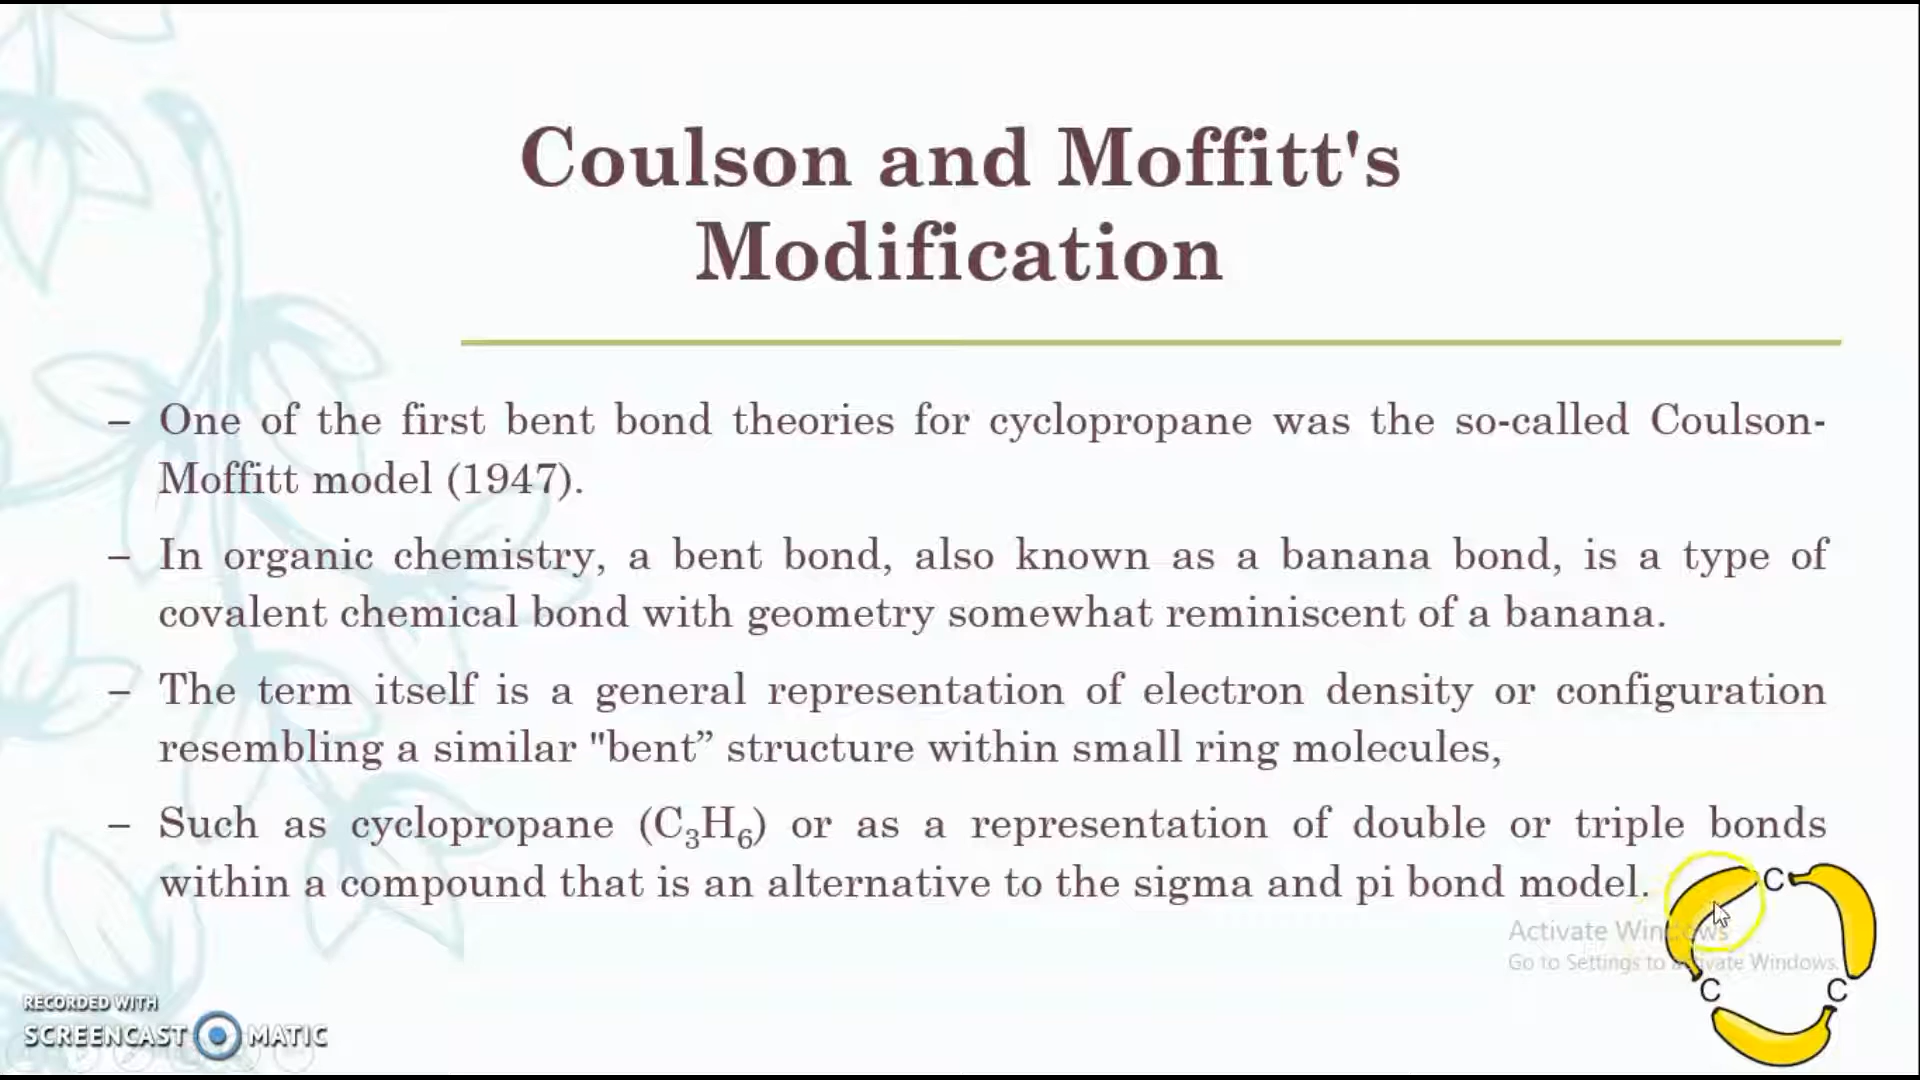 Coulson and Moffitt's
Modification
– One of the first bent bond theories for cyclopropane was the so-called Coulson-
Moffitt model (1947).
– In organic chemistry, a bent bond, also known as a banana bond, is a type of
covalent chemical bond with geometry somewhat reminiscent of a banana.
– The term itself is a general representation of electron density or configuration
resembling a similar "bent” structure within small ring molecules,
– Such as cyclopropane (C₃H₆) or as a representation of double or triple bonds
within a compound that is an alternative to the sigma and pi bond model.
C
Activate Windows
Go to Settings to activate Windows.
C C
RECORDED WITH
SCREENCAST MATIC